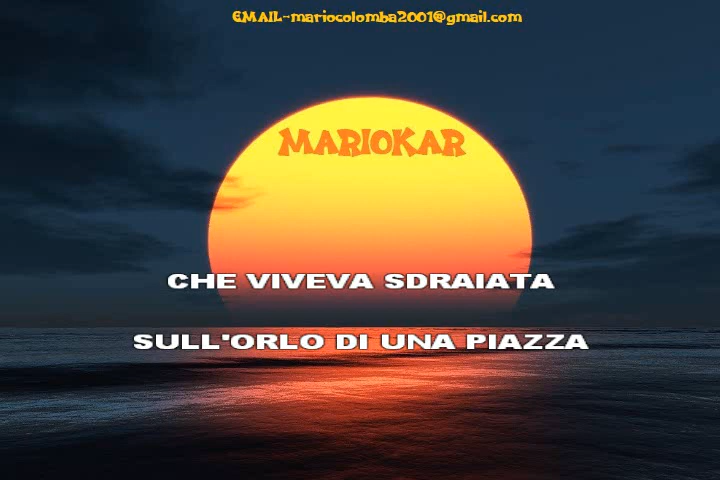 EMAIL-mariocolomba2001@gmail.com
MARIOKAR
CHE VIVEVA SDRAIATA
SULL'ORLO DI UNA PIAZZA